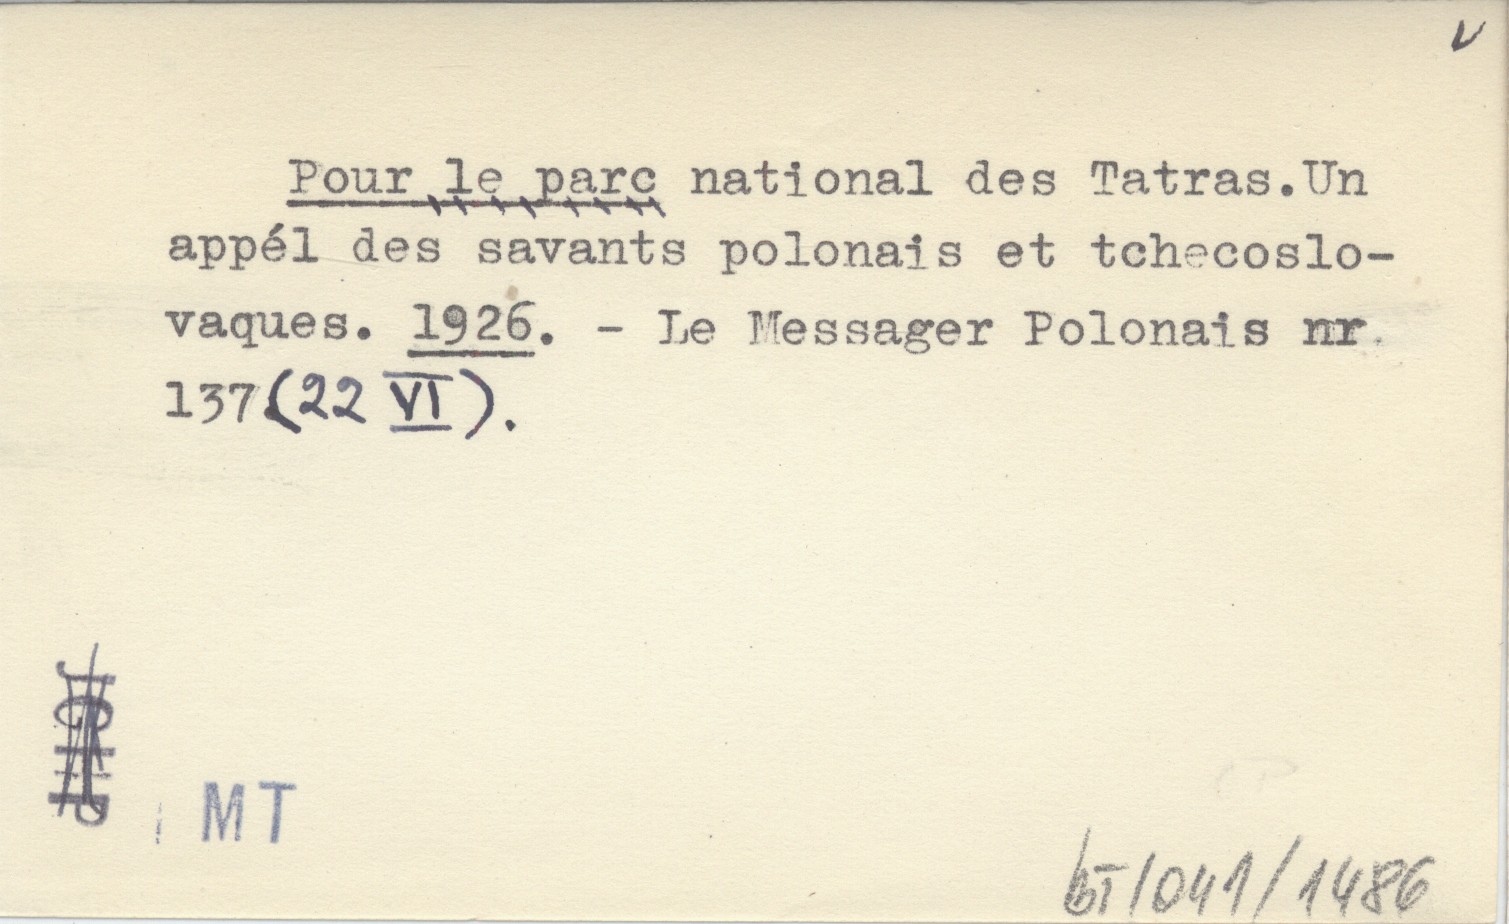 Pour le parc national des Tatras.Un
appél des savants polonais et tchecoslo-
vaques. 1926. - Le Messager Polonais nr
137 (22 VI).
MT
bT/041/1486